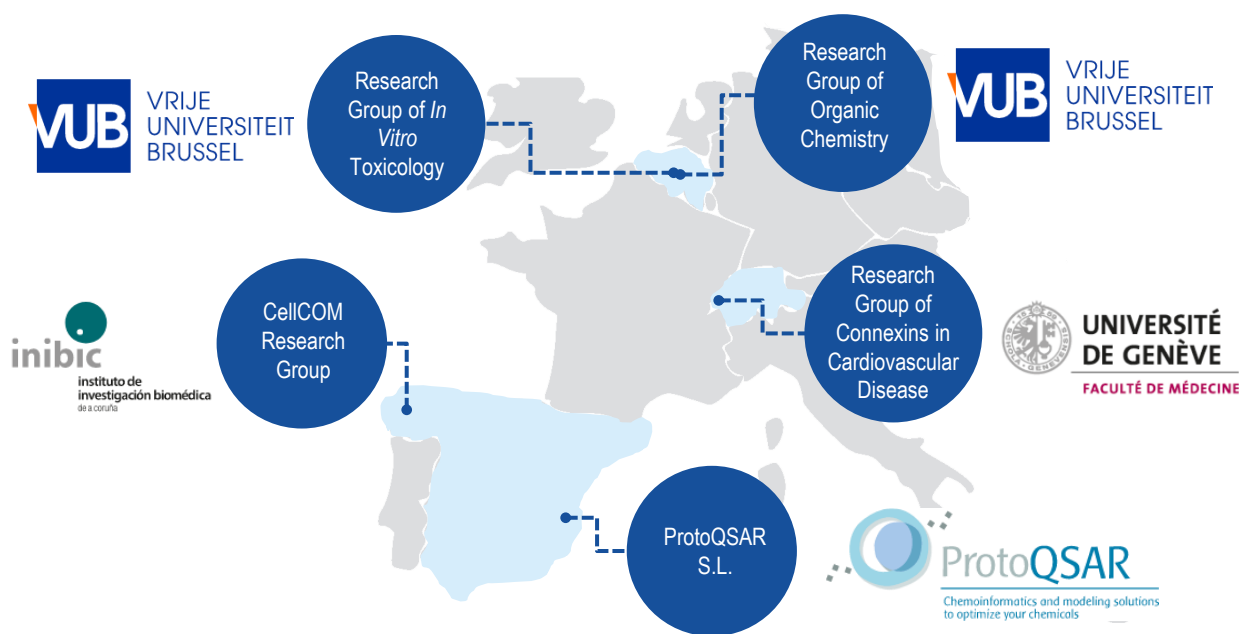 VUB
VRIJE
UNIVERSITEIT
BRUSSEL
Research
Group of In
Vitro
Toxicology
Research
Group of
Organic
Chemistry
VUB
VRIJE
UNIVERSITEIT
BRUSSEL
inibic
instituto de
investigación biomédica
de a coruña
CellCOM
Research
Group
Research
Group of
Connexins in
Cardiovascular
Disease
UNIVERSITÉ
DE GENÈVE
FACULTÉ DE MÉDECINE
ProtoQSAR
S.L.
ProtoQSAR
Chemoinformatics and modeling solutions
to optimize your chemicals